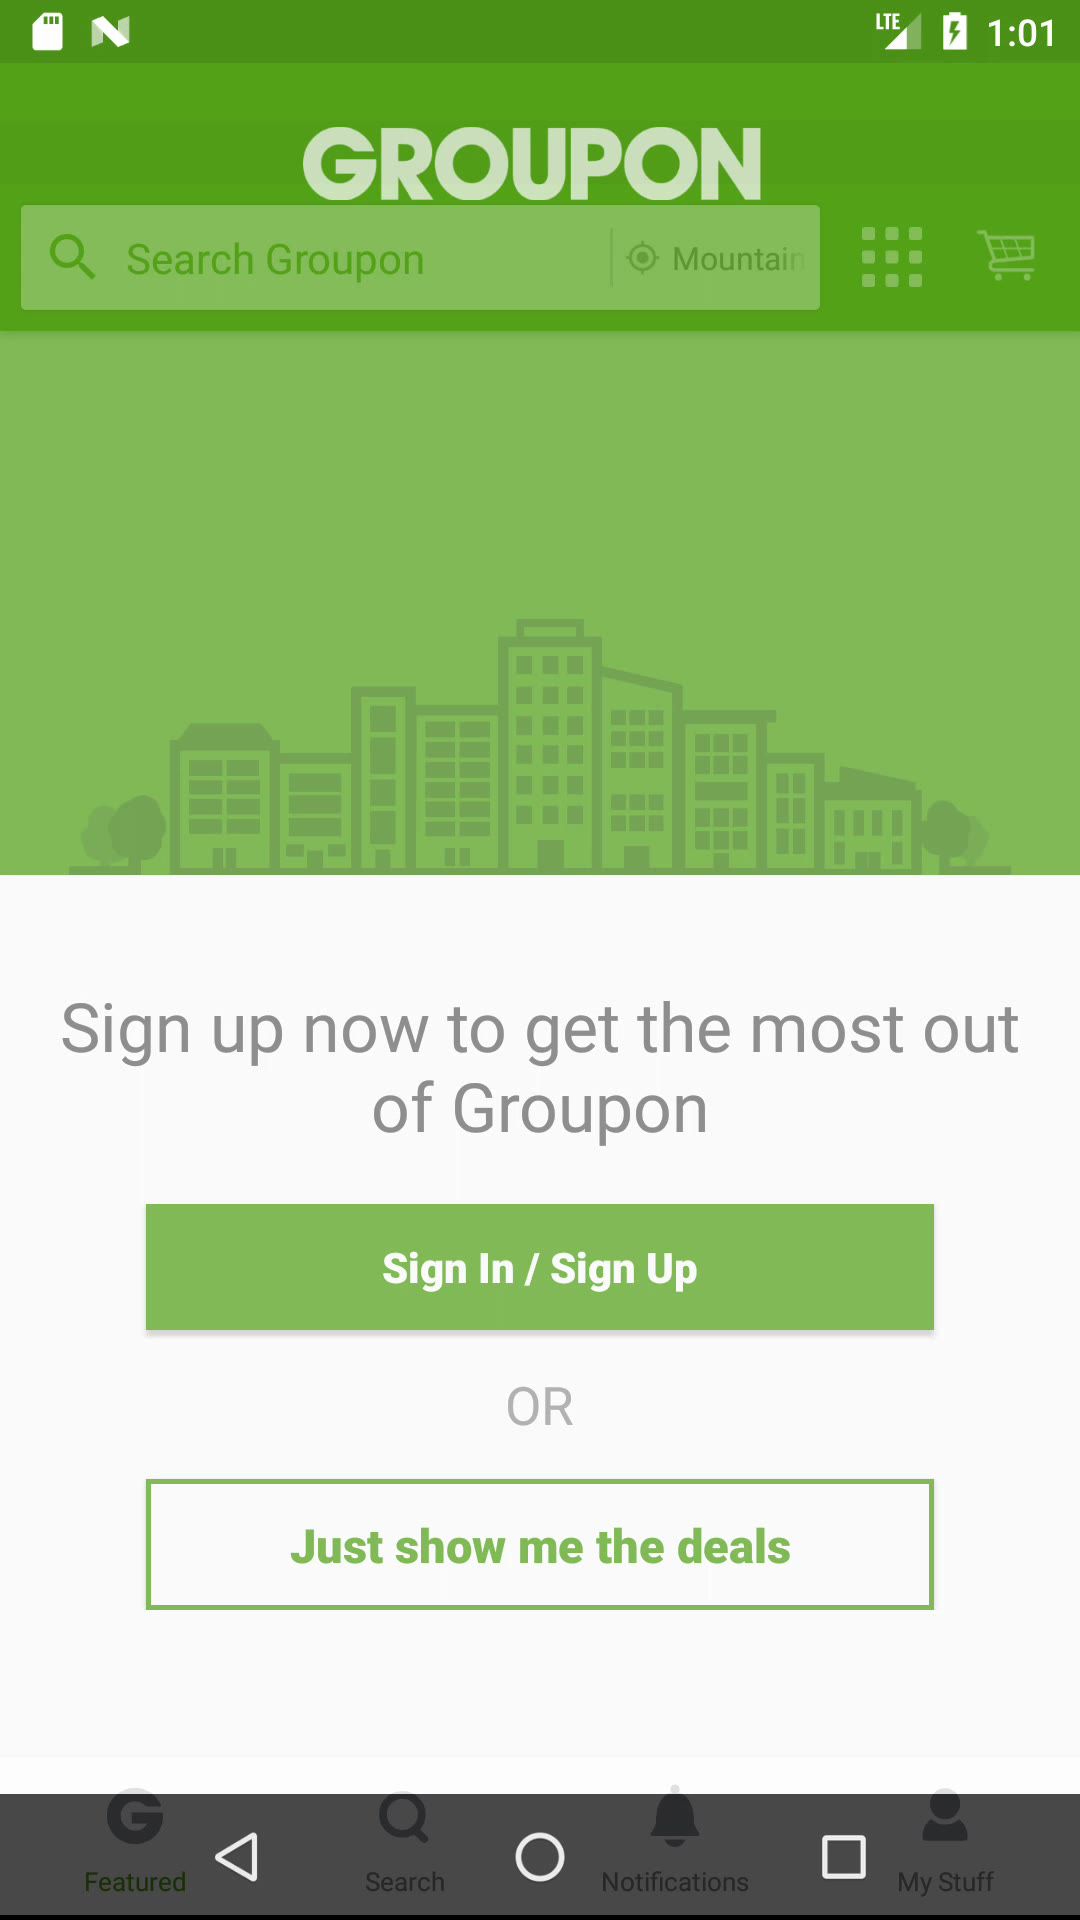 LTE 1:01
GROUPON
Search Groupon
Mountain
Sign up now to get the most out
of Groupon
Sign In / Sign Up
OR
Just show me the deals
Featured
Search
Notifications
My Stuff